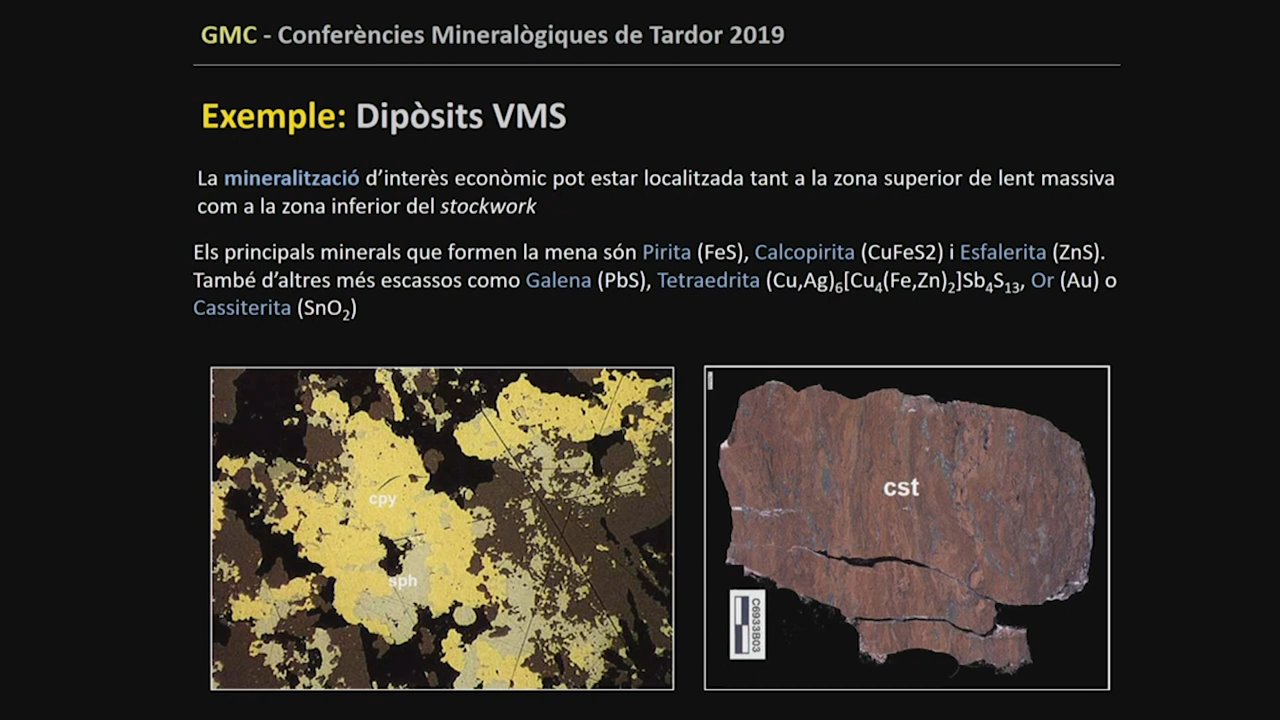 GMC - Conferències Mineralògiques de Tardor 2019
Exemple: Dipòsits VMS
La mineralització d’interès econòmic pot estar localitzada tant a la zona superior de lent massiva
com a la zona inferior del stockwork
Els principals minerals que formen la mena són Pirita (FeS), Calcopirita (CuFeS2) i Esfalerita (ZnS).
També d’altres més escassos como Galena (PbS), Tetraedrita (Cu,Ag)₆[Cu₄(Fe,Zn)₂]Sb₄S₁₃, Or (Au) o
Cassiterita (SnO₂)
cpy
sph
cst
C6933B03